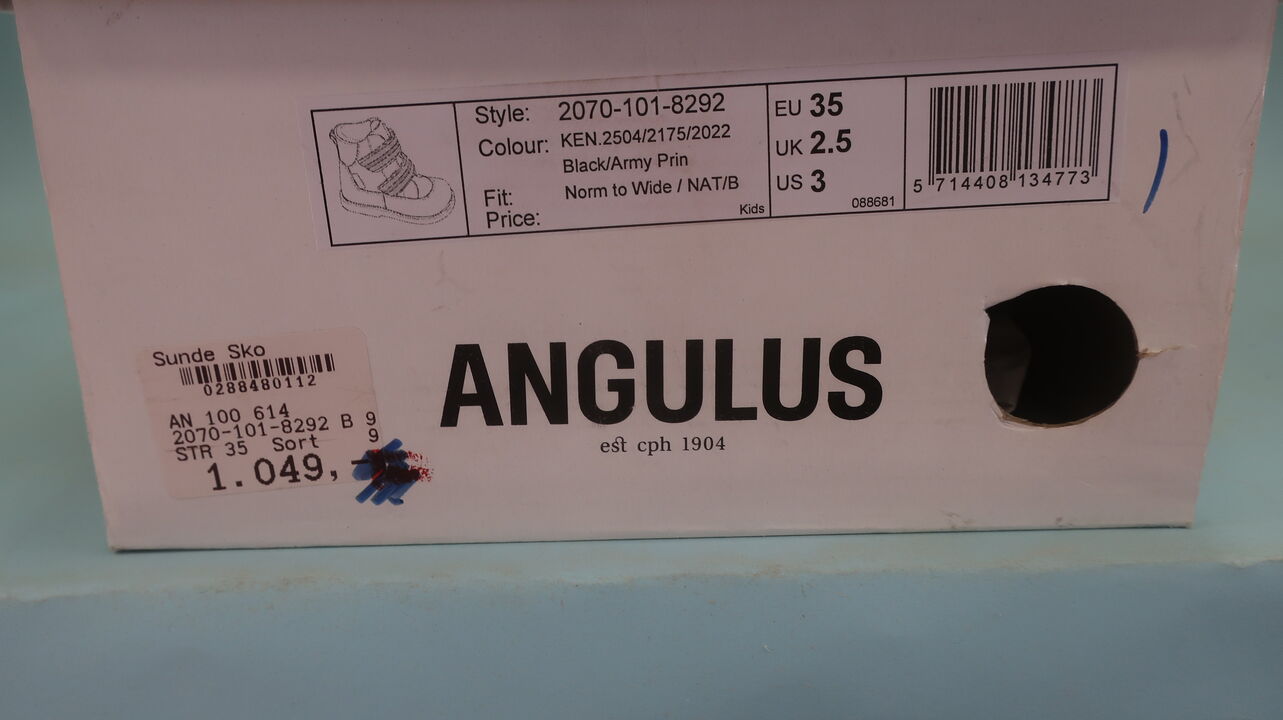 Style: 2070-101-8292
Colour: KEN.2504/2175/2022
Black/Army Prin
Fit: Norm to Wide / NAT/B
Price:
Kids
EU 35
UK 2.5
US 3
088681
5 714408 134773
Sunde Sko
0288480112
AN 100 614
2070-101-8292 B 9
STR 35 Sort 9
1.049,-
ANGULUS
est cph 1904